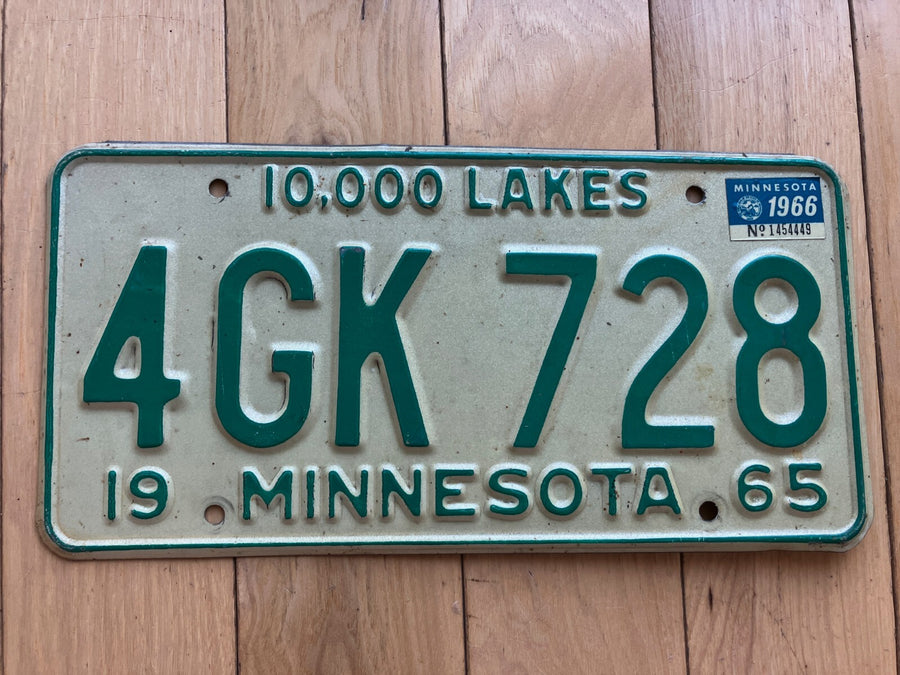 10,000 LAKES
MINNESOTA
1966
Nº 1454449
4GK 728
19 MINNESOTA 65